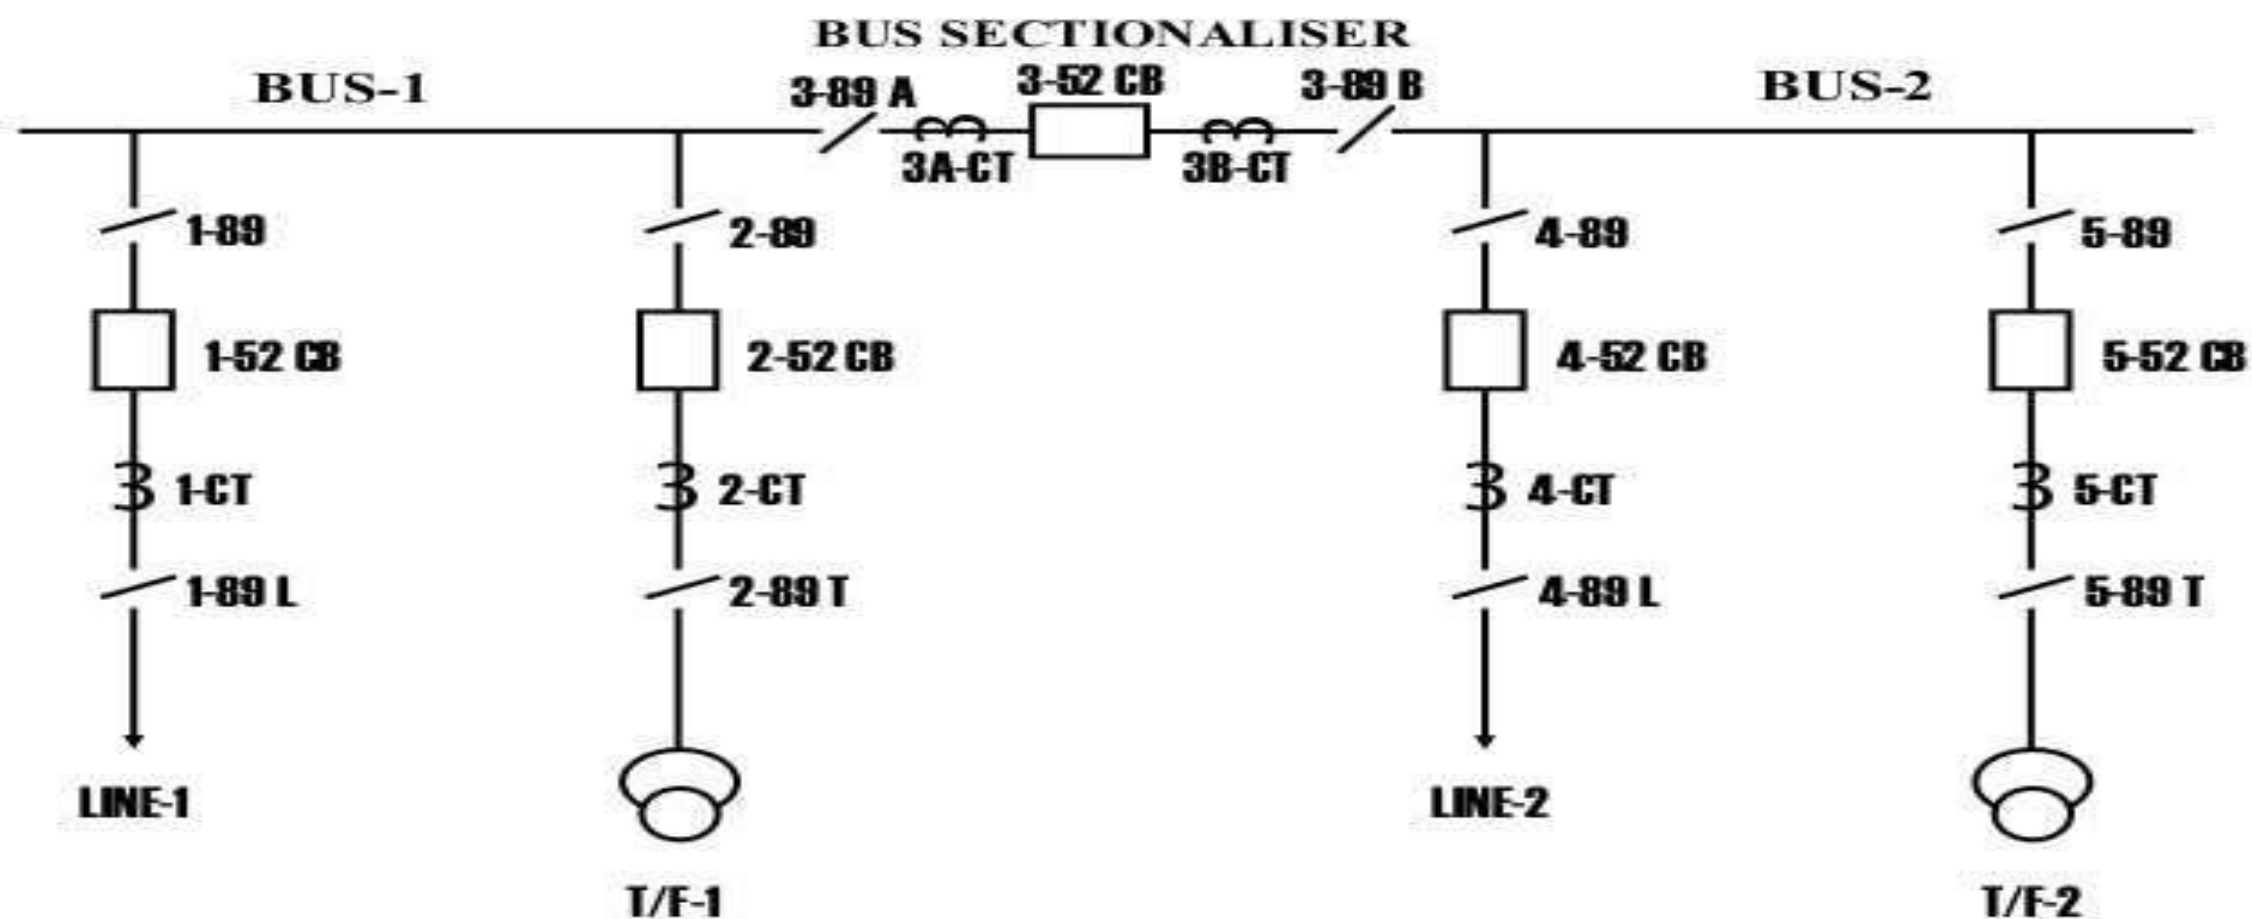 BUS SECTIONALISER
BUS-1
3-89 A
3-52 CB
3-89 B
BUS-2
3A-CT
3B-CT
1-89
2-89
4-89
5-89
1-52 CB
2-52 CB
4-52 CB
5-52 CB
1-CT
2-CT
4-CT
5-CT
1-89 L
2-89 T
4-89 L
5-89 T
LINE-1
LINE-2
T/F-1
T/F-2